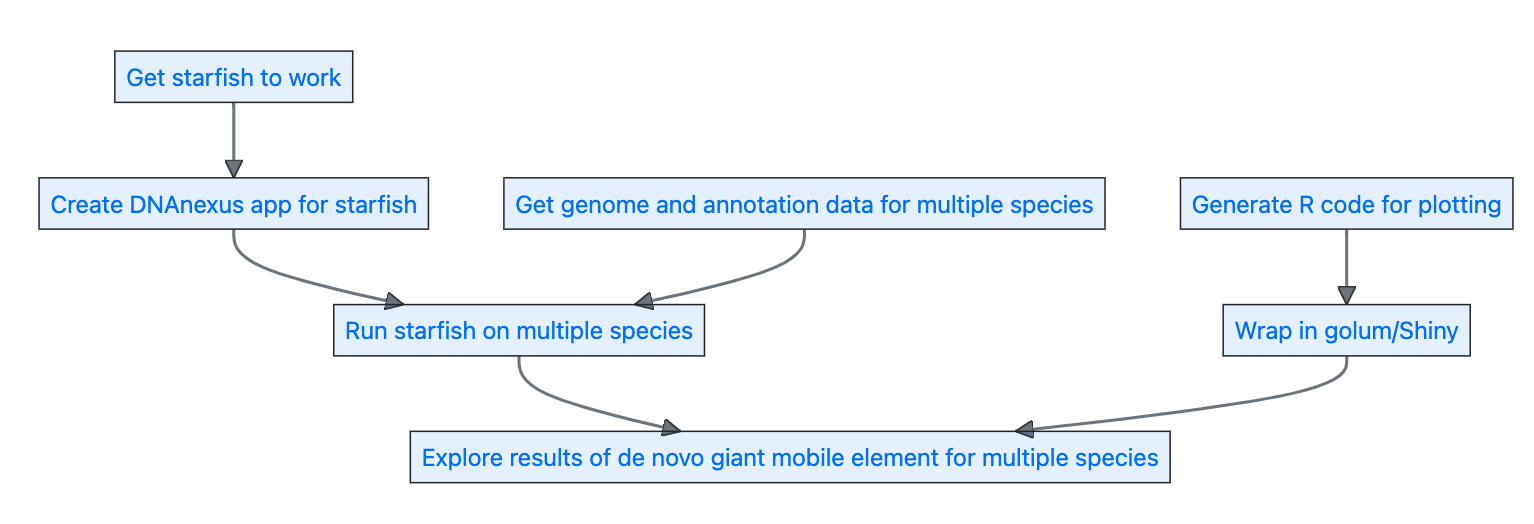 Get starfish to work
Create DNAnexus app for starfish
Get genome and annotation data for multiple species
Generate R code for plotting
Run starfish on multiple species
Wrap in golum/Shiny
Explore results of de novo giant mobile element for multiple species